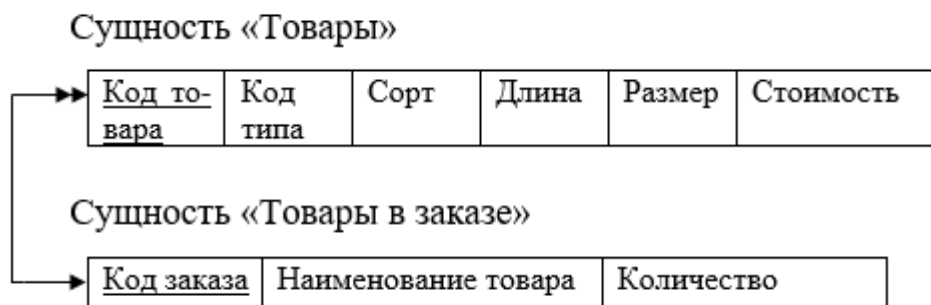 Сущность «Товары»
Код то- Код Сорт Длина Размер Стоимость
вара типа
Сущность «Товары в заказе»
Код заказа Наименование товара Количество